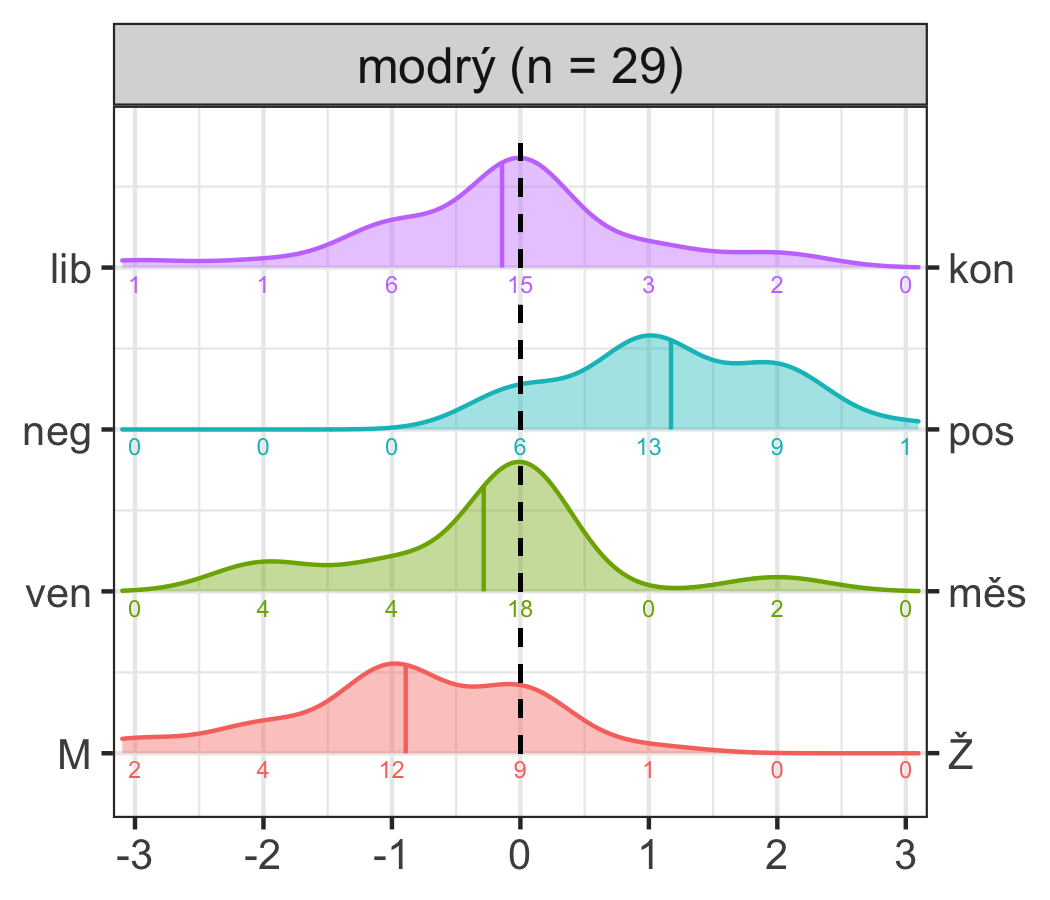 modrý (n = 29)
lib kon
1 1 6 15 3 2 0
neg pos
0 0 0 6 13 9 1
ven měs
0 4 4 18 0 2 0
M Ž
2 4 12 9 1 0 0
-3 -2 -1 0 1 2 3